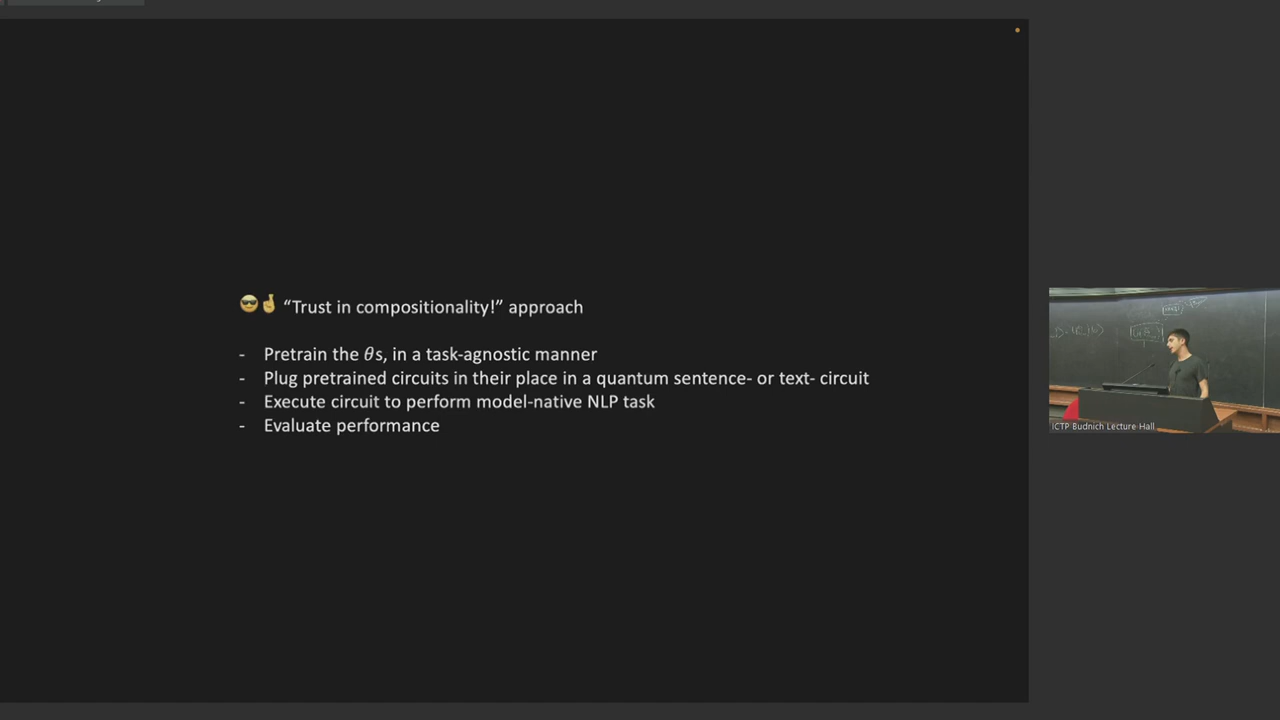 😎🤞 “Trust in compositionality!” approach
- Pretrain the θs, in a task-agnostic manner
- Plug pretrained circuits in their place in a quantum sentence- or text- circuit
- Execute circuit to perform model-native NLP task
- Evaluate performance
ICTP Budnich Lecture Hall